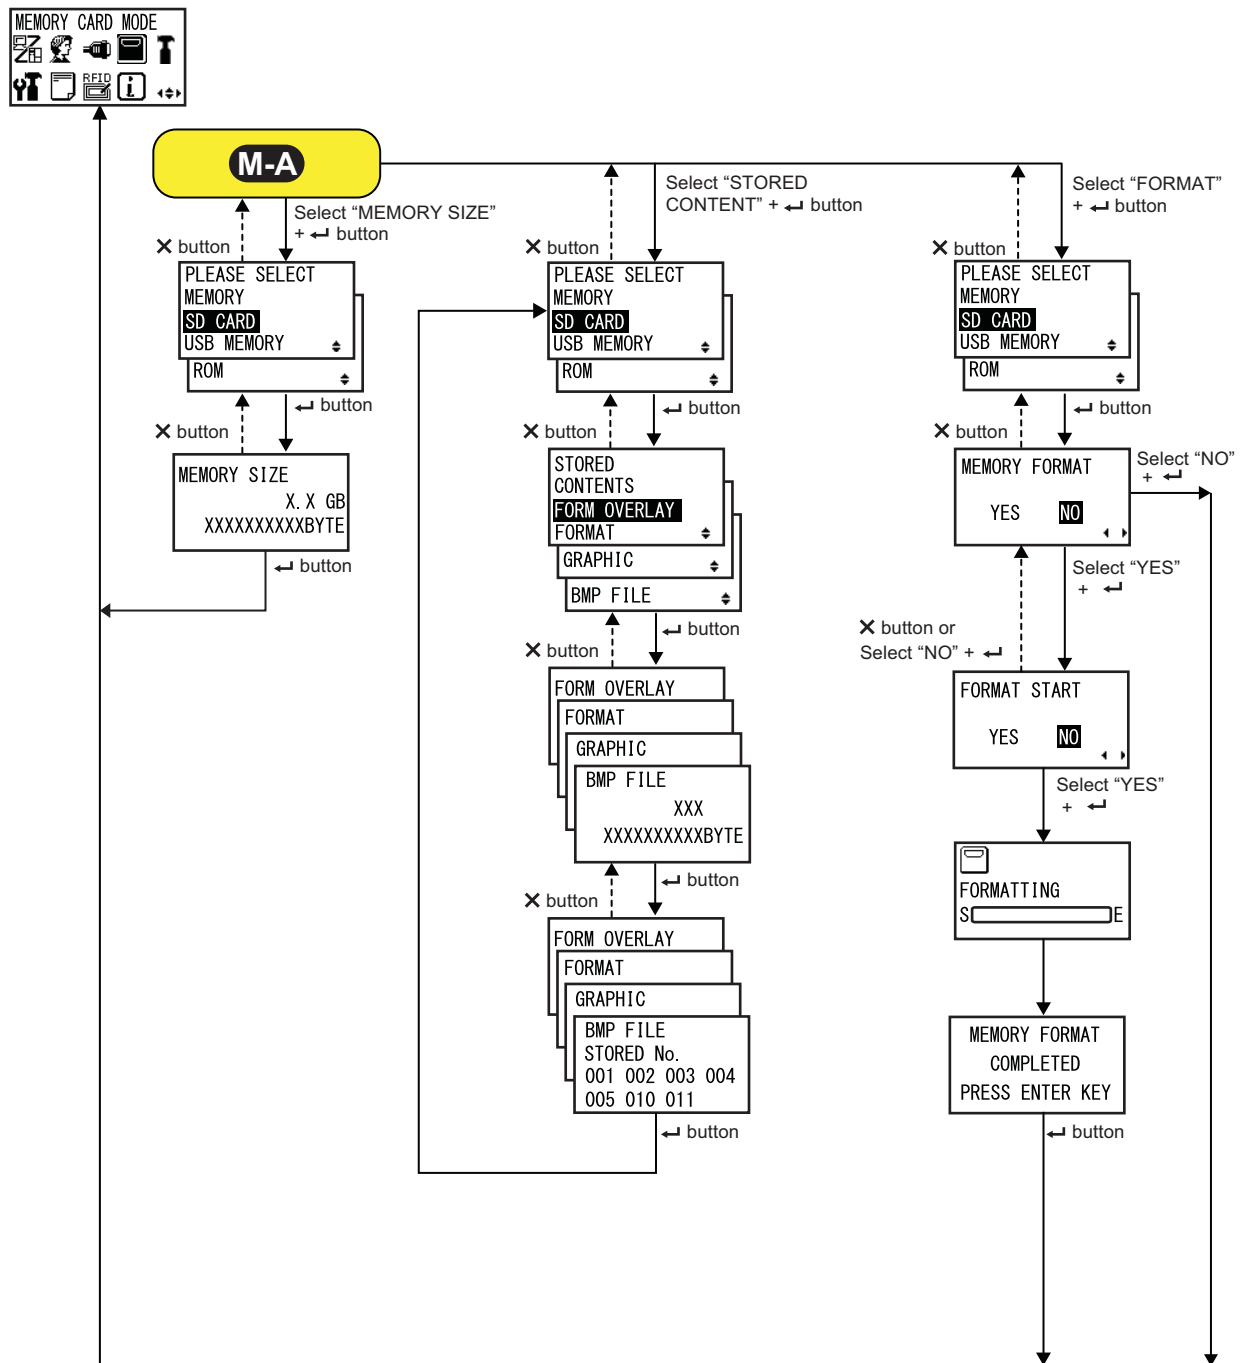 MEMORY CARD MODE
RFID
i
M-A
Select “MEMORY SIZE”
+ ↵ button
✕ button
PLEASE SELECT
MEMORY
SD CARD
USB MEMORY
ROM
↵ button
✕ button
MEMORY SIZE
X.X GB
XXXXXXXXXXBYTE
↵ button
Select “STORED
CONTENT” + ↵ button
✕ button
PLEASE SELECT
MEMORY
SD CARD
USB MEMORY
ROM
↵ button
✕ button
STORED
CONTENTS
FORM OVERLAY
FORMAT
GRAPHIC
BMP FILE
↵ button
✕ button
FORM OVERLAY
FORMAT
GRAPHIC
BMP FILE
XXX
XXXXXXXXXXBYTE
↵ button
✕ button
FORM OVERLAY
FORMAT
GRAPHIC
BMP FILE
STORED No.
001 002 003 004
005 010 011
↵ button
Select “FORMAT”
+ ↵ button
✕ button
PLEASE SELECT
MEMORY
SD CARD
USB MEMORY
ROM
↵ button
✕ button
MEMORY FORMAT
YES NO
Select “NO”
+ ↵
Select “YES”
+ ↵
✕ button or
Select “NO” + ↵
FORMAT START
YES NO
Select “YES”
+ ↵
FORMATTING
S E
MEMORY FORMAT
COMPLETED
PRESS ENTER KEY
↵ button